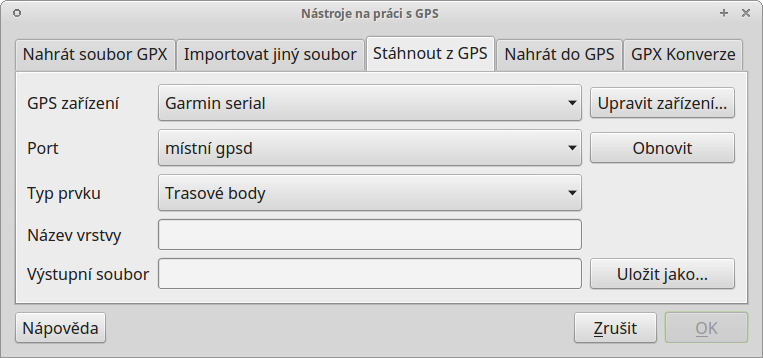 Nástroje na práci s GPS
Nahrát soubor GPX Importovat jiný soubor Stáhnout z GPS Nahrát do GPS GPX Konverze
GPS zařízení Garmin serial Upravit zařízení...
Port místní gpsd Obnovit
Typ prvku Trasové body
Název vrstvy
Výstupní soubor Uložit jako...
Nápověda Zrušit OK